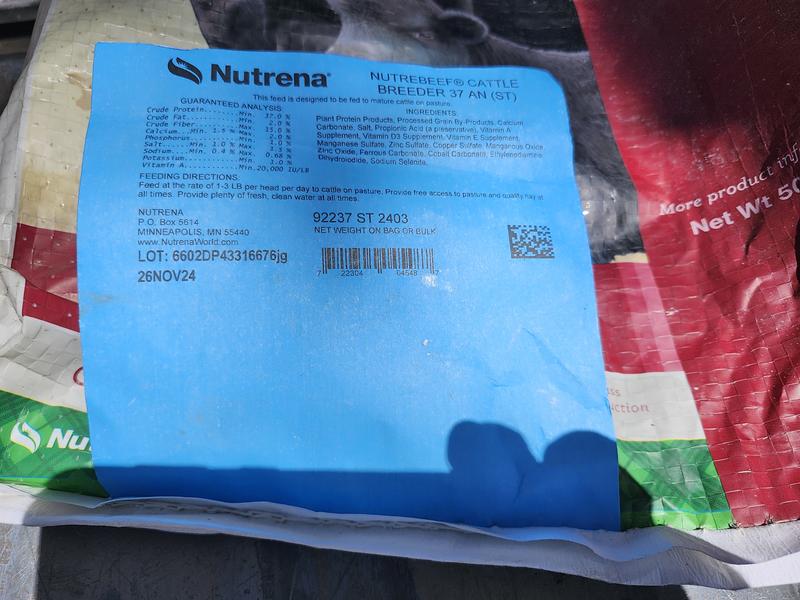 Nutrena®
NUTREBEEF® CATTLE
BREEDER 37 AN (ST)
This feed is designed to be fed to mature cattle on pasture.
GUARANTEED ANALYSIS:
Crude Protein...Min. 37.0 %
Crude Fat...Min. 2.0 %
Crude Fiber...Max. 15.0 %
Calcium...Min. 1.5 % Max. 2.0 %
Phosphorus...Min. 1.0 %
Salt...Min. 1.0 % Max. 1.5 %
Sodium...Min. 0.4 % Max. 0.68 %
Potassium...Min. 1.0 %
Vitamin A...Min. 20,000 IU/LB
INGREDIENTS:
Plant Protein Products, Processed Grain By-Products, Calcium
Carbonate, Salt, Propionic Acid (a preservative), Vitamin A
Supplement, Vitamin D3 Supplement, Vitamin E Supplement,
Manganese Sulfate, Zinc Sulfate, Copper Sulfate, Manganous Oxide
Zinc Oxide, Ferrous Carbonate, Cobalt Carbonate, Ethylenediamine
Dihydroiodide, Sodium Selenite.
FEEDING DIRECTIONS.
Feed at the rate of 1-3 LB per head per day to cattle on pasture. Provide free access to pasture and quality hay at
all times. Provide plenty of fresh, clean water at all times.
NUTRENA
P.O. Box 5614
MINNEAPOLIS, MN 55440
www.NutrenaWorld.com
LOT: 6602DP43316676jg
26NOV24
92237 ST 2403
NET WEIGHT ON BAG OR BULK
7 22304 04548 7
More product inf
Net Wt 50
Nu
ss
uction